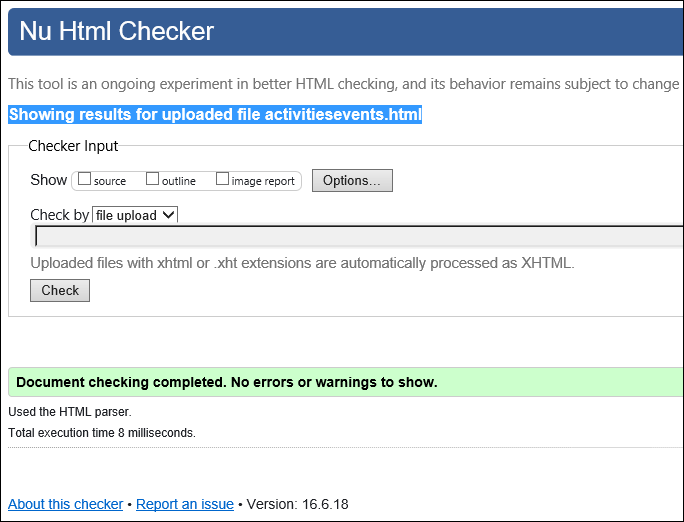 Nu Html Checker
This tool is an ongoing experiment in better HTML checking, and its behavior remains subject to change
Showing results for uploaded file activitiesevents.html
Checker Input
Show source outline image report Options...
Check by file upload
Uploaded files with xhtml or .xht extensions are automatically processed as XHTML.
Check
Document checking completed. No errors or warnings to show.
Used the HTML parser.
Total execution time 8 milliseconds.
About this checker • Report an issue • Version: 16.6.18